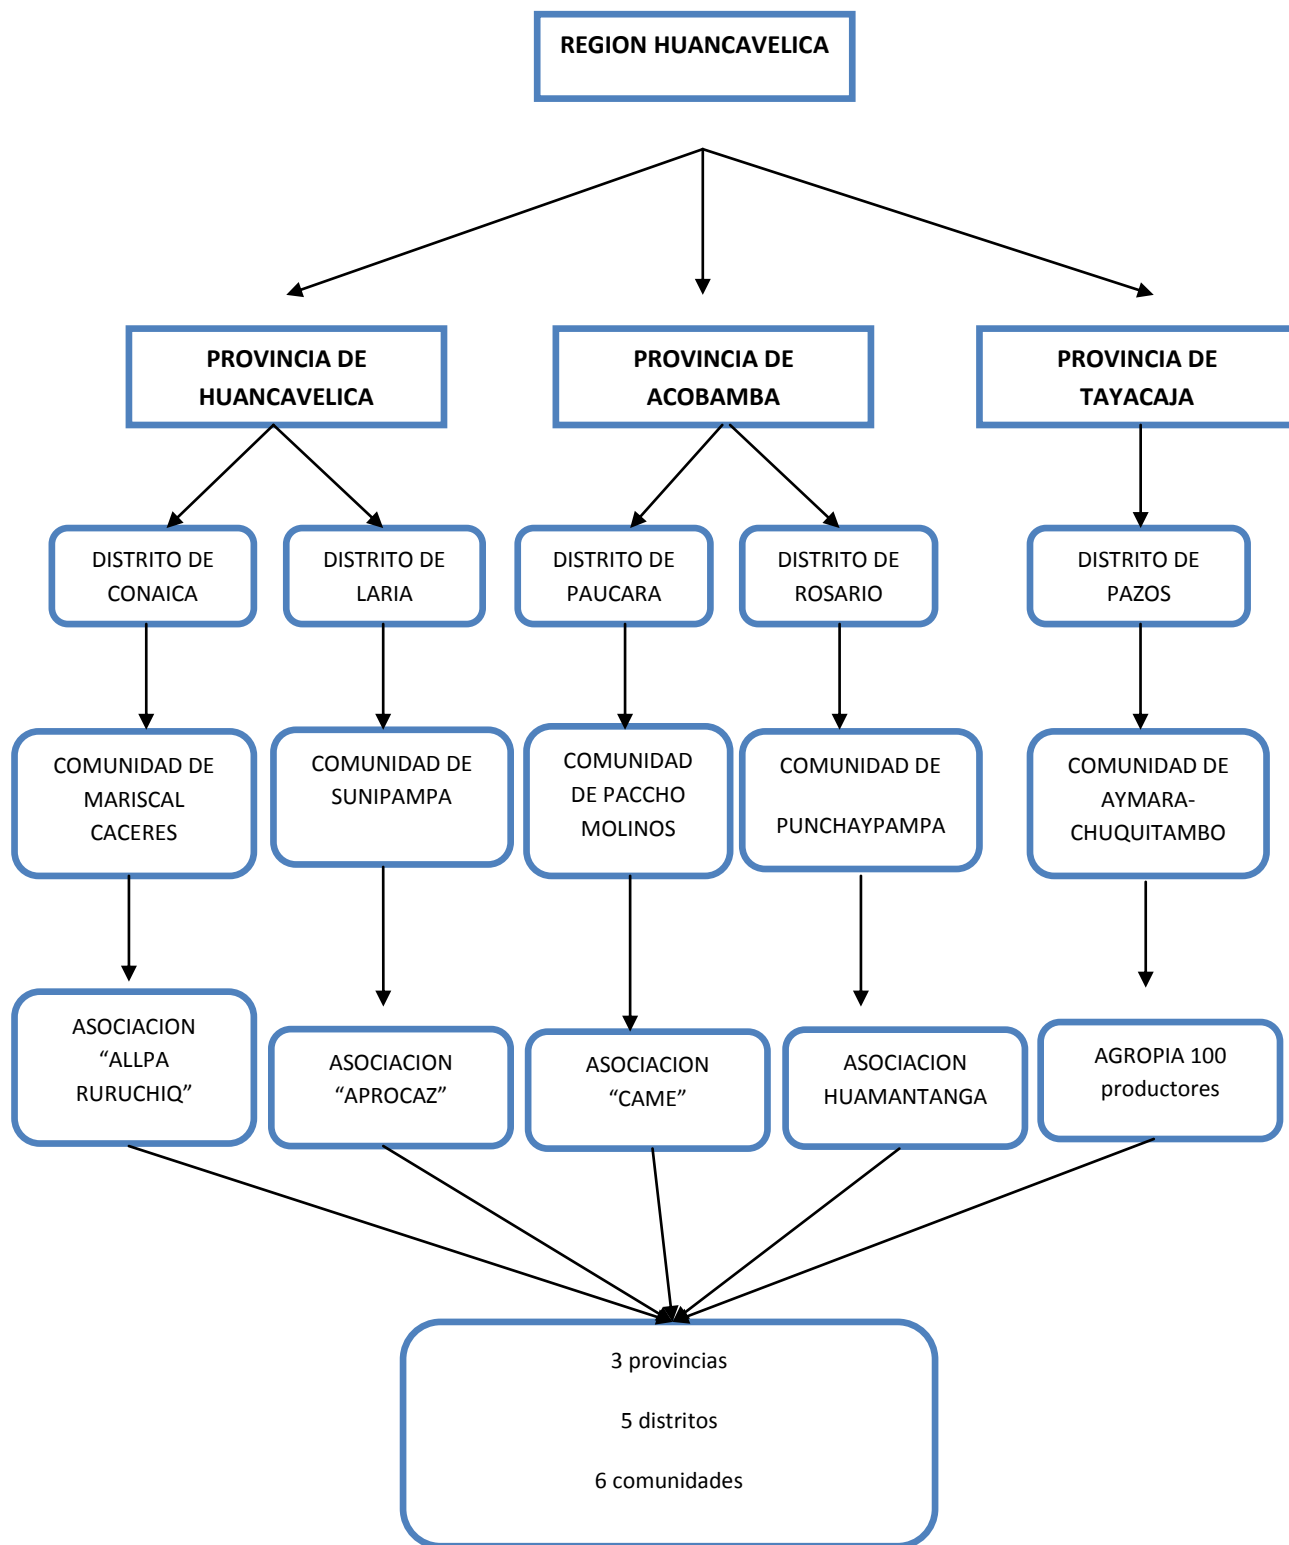 REGION HUANCAVELICA
PROVINCIA DE
HUANCAVELICA
PROVINCIA DE
ACOBAMBA
PROVINCIA DE
TAYACAJA
DISTRITO DE
CONAICA
DISTRITO DE
LARIA
DISTRITO DE
PAUCARA
DISTRITO DE
ROSARIO
DISTRITO DE
PAZOS
COMUNIDAD DE
MARISCAL
CACERES
COMUNIDAD DE
SUNIPAMPA
COMUNIDAD
DE PACCHO
MOLINOS
COMUNIDAD DE
PUNCHAYPAMPA
COMUNIDAD DE
AYMARA-
CHUQUITAMBO
ASOCIACION
“ALLPA
RURUCHIQ”
ASOCIACION
“APROCAZ”
ASOCIACION
“CAME”
ASOCIACION
HUAMANTANGA
AGROPIA 100
productores
3 provincias
5 distritos
6 comunidades